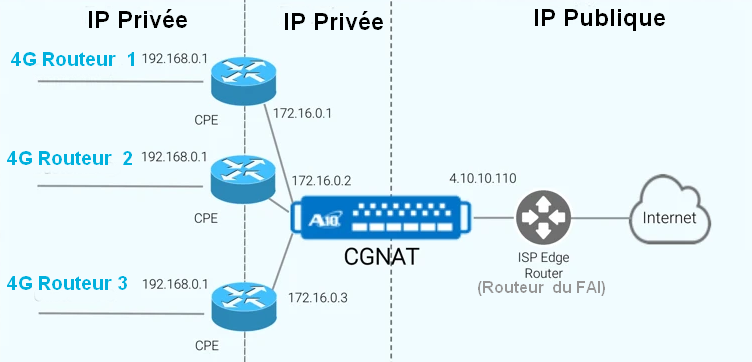 IP Privée
IP Privée
IP Publique
4G Routeur 1
192.168.0.1
CPE
172.16.0.1
4G Routeur 2
192.168.0.1
CPE
172.16.0.2
4.10.10.110
A10
CGNAT
Internet
ISP Edge
Router
(Routeur du FAI)
4G Routeur 3
192.168.0.1
172.16.0.3
CPE